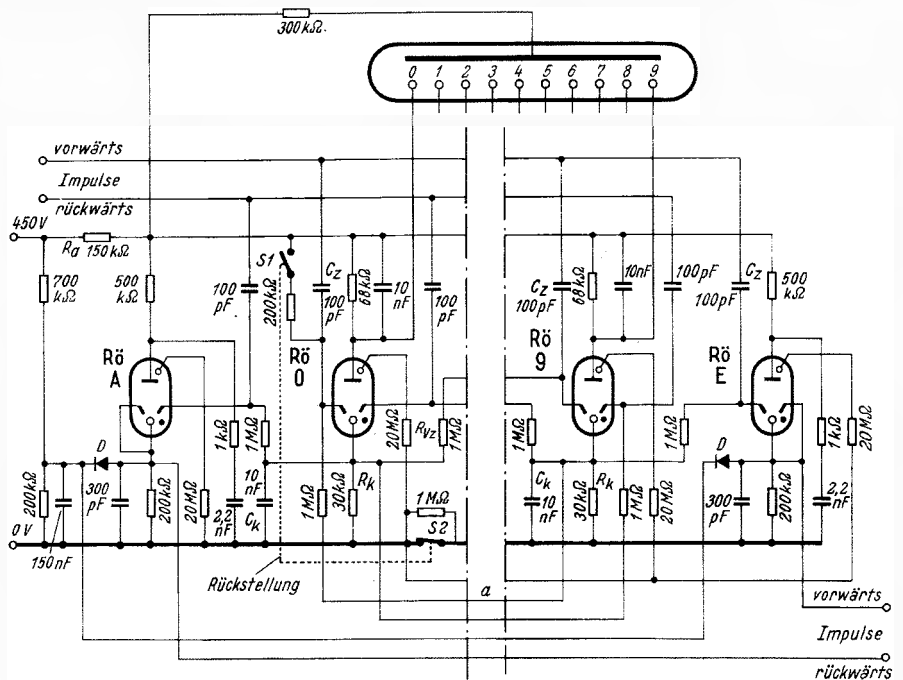 300kΩ
0 1 2 3 4 5 6 7 8 9
vorwärts
Impulse
rückwärts
450V
Ra 150kΩ
700 kΩ
500 kΩ
100 pF
S1
200kΩ
Cz
100 pF
68kΩ
10 nF
100 pF
Cz
100pF
68kΩ
10nF
100pF
Cz
100pF
500 kΩ
Rö A
Rö 0
Rö 9
Rö E
D
200kΩ
150nF
300 pF
200kΩ
20MΩ
1kΩ
2,2 nF
1MΩ
10 nF
Ck
1MΩ
30kΩ
Rk
20MΩ
Rvz
1MΩ
1MΩ
S2
1MΩ
Ck
10 nF
30kΩ
Rk
1MΩ
20MΩ
1MΩ
D
300 pF
200kΩ
2,2 nF
1kΩ
20MΩ
0V
Rückstellung
a
vorwärts
Impulse
rückwärts